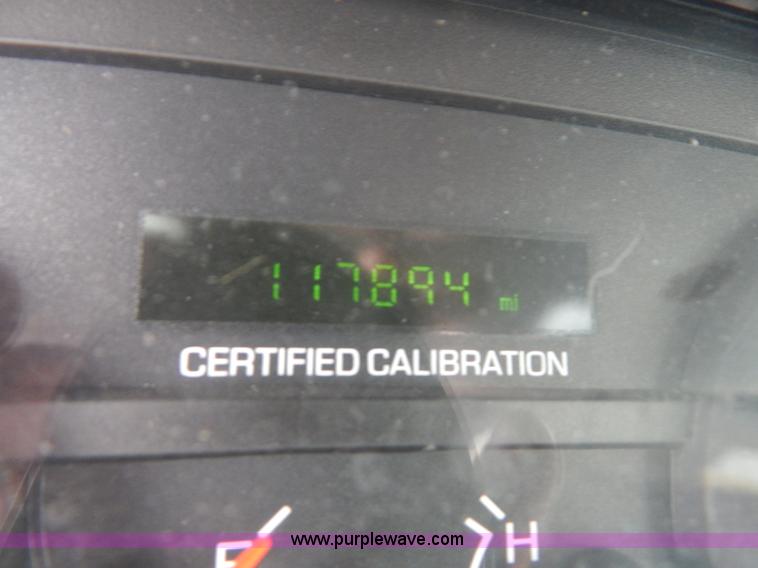 117894 mi
CERTIFIED CALIBRATION
F H
www.purplewave.com